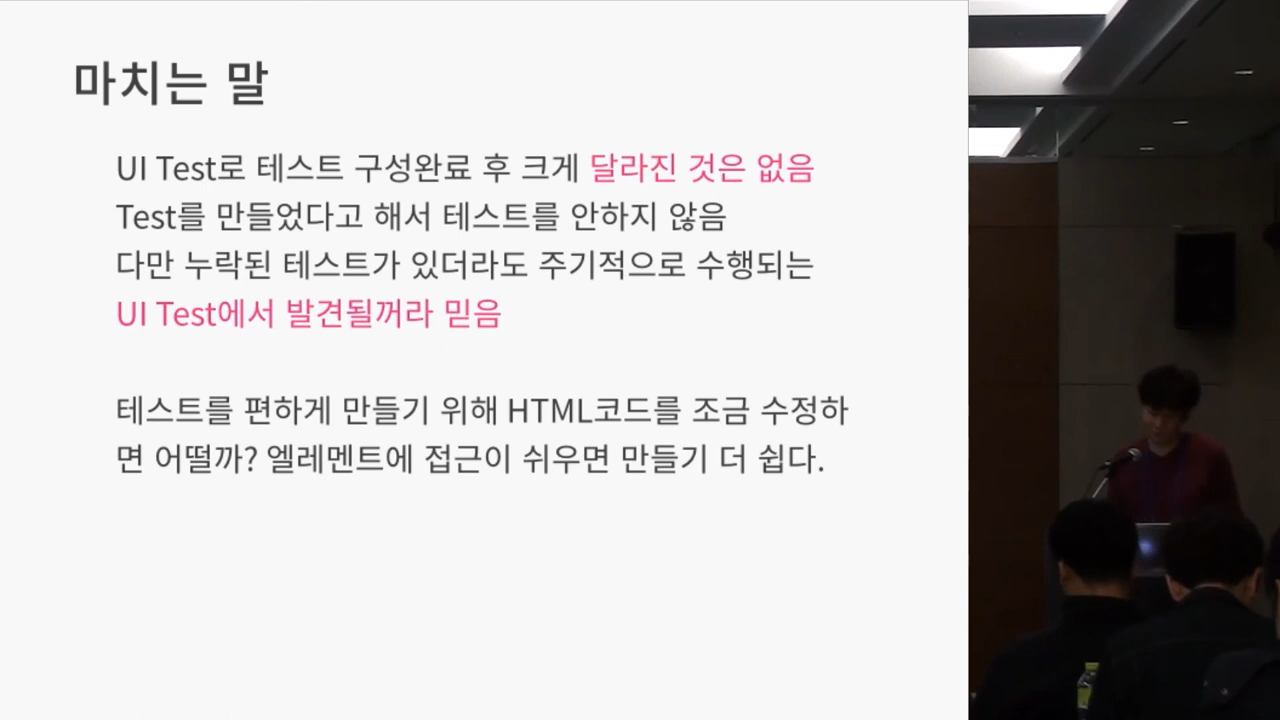 마치는 말
UI Test로 테스트 구성완료 후 크게 달라진 것은 없음
Test를 만들었다고 해서 테스트를 안하지 않음
다만 누락된 테스트가 있더라도 주기적으로 수행되는
UI Test에서 발견될꺼라 믿음
테스트를 편하게 만들기 위해 HTML코드를 조금 수정하
면 어떨까? 엘레멘트에 접근이 쉬우면 만들기 더 쉽다.